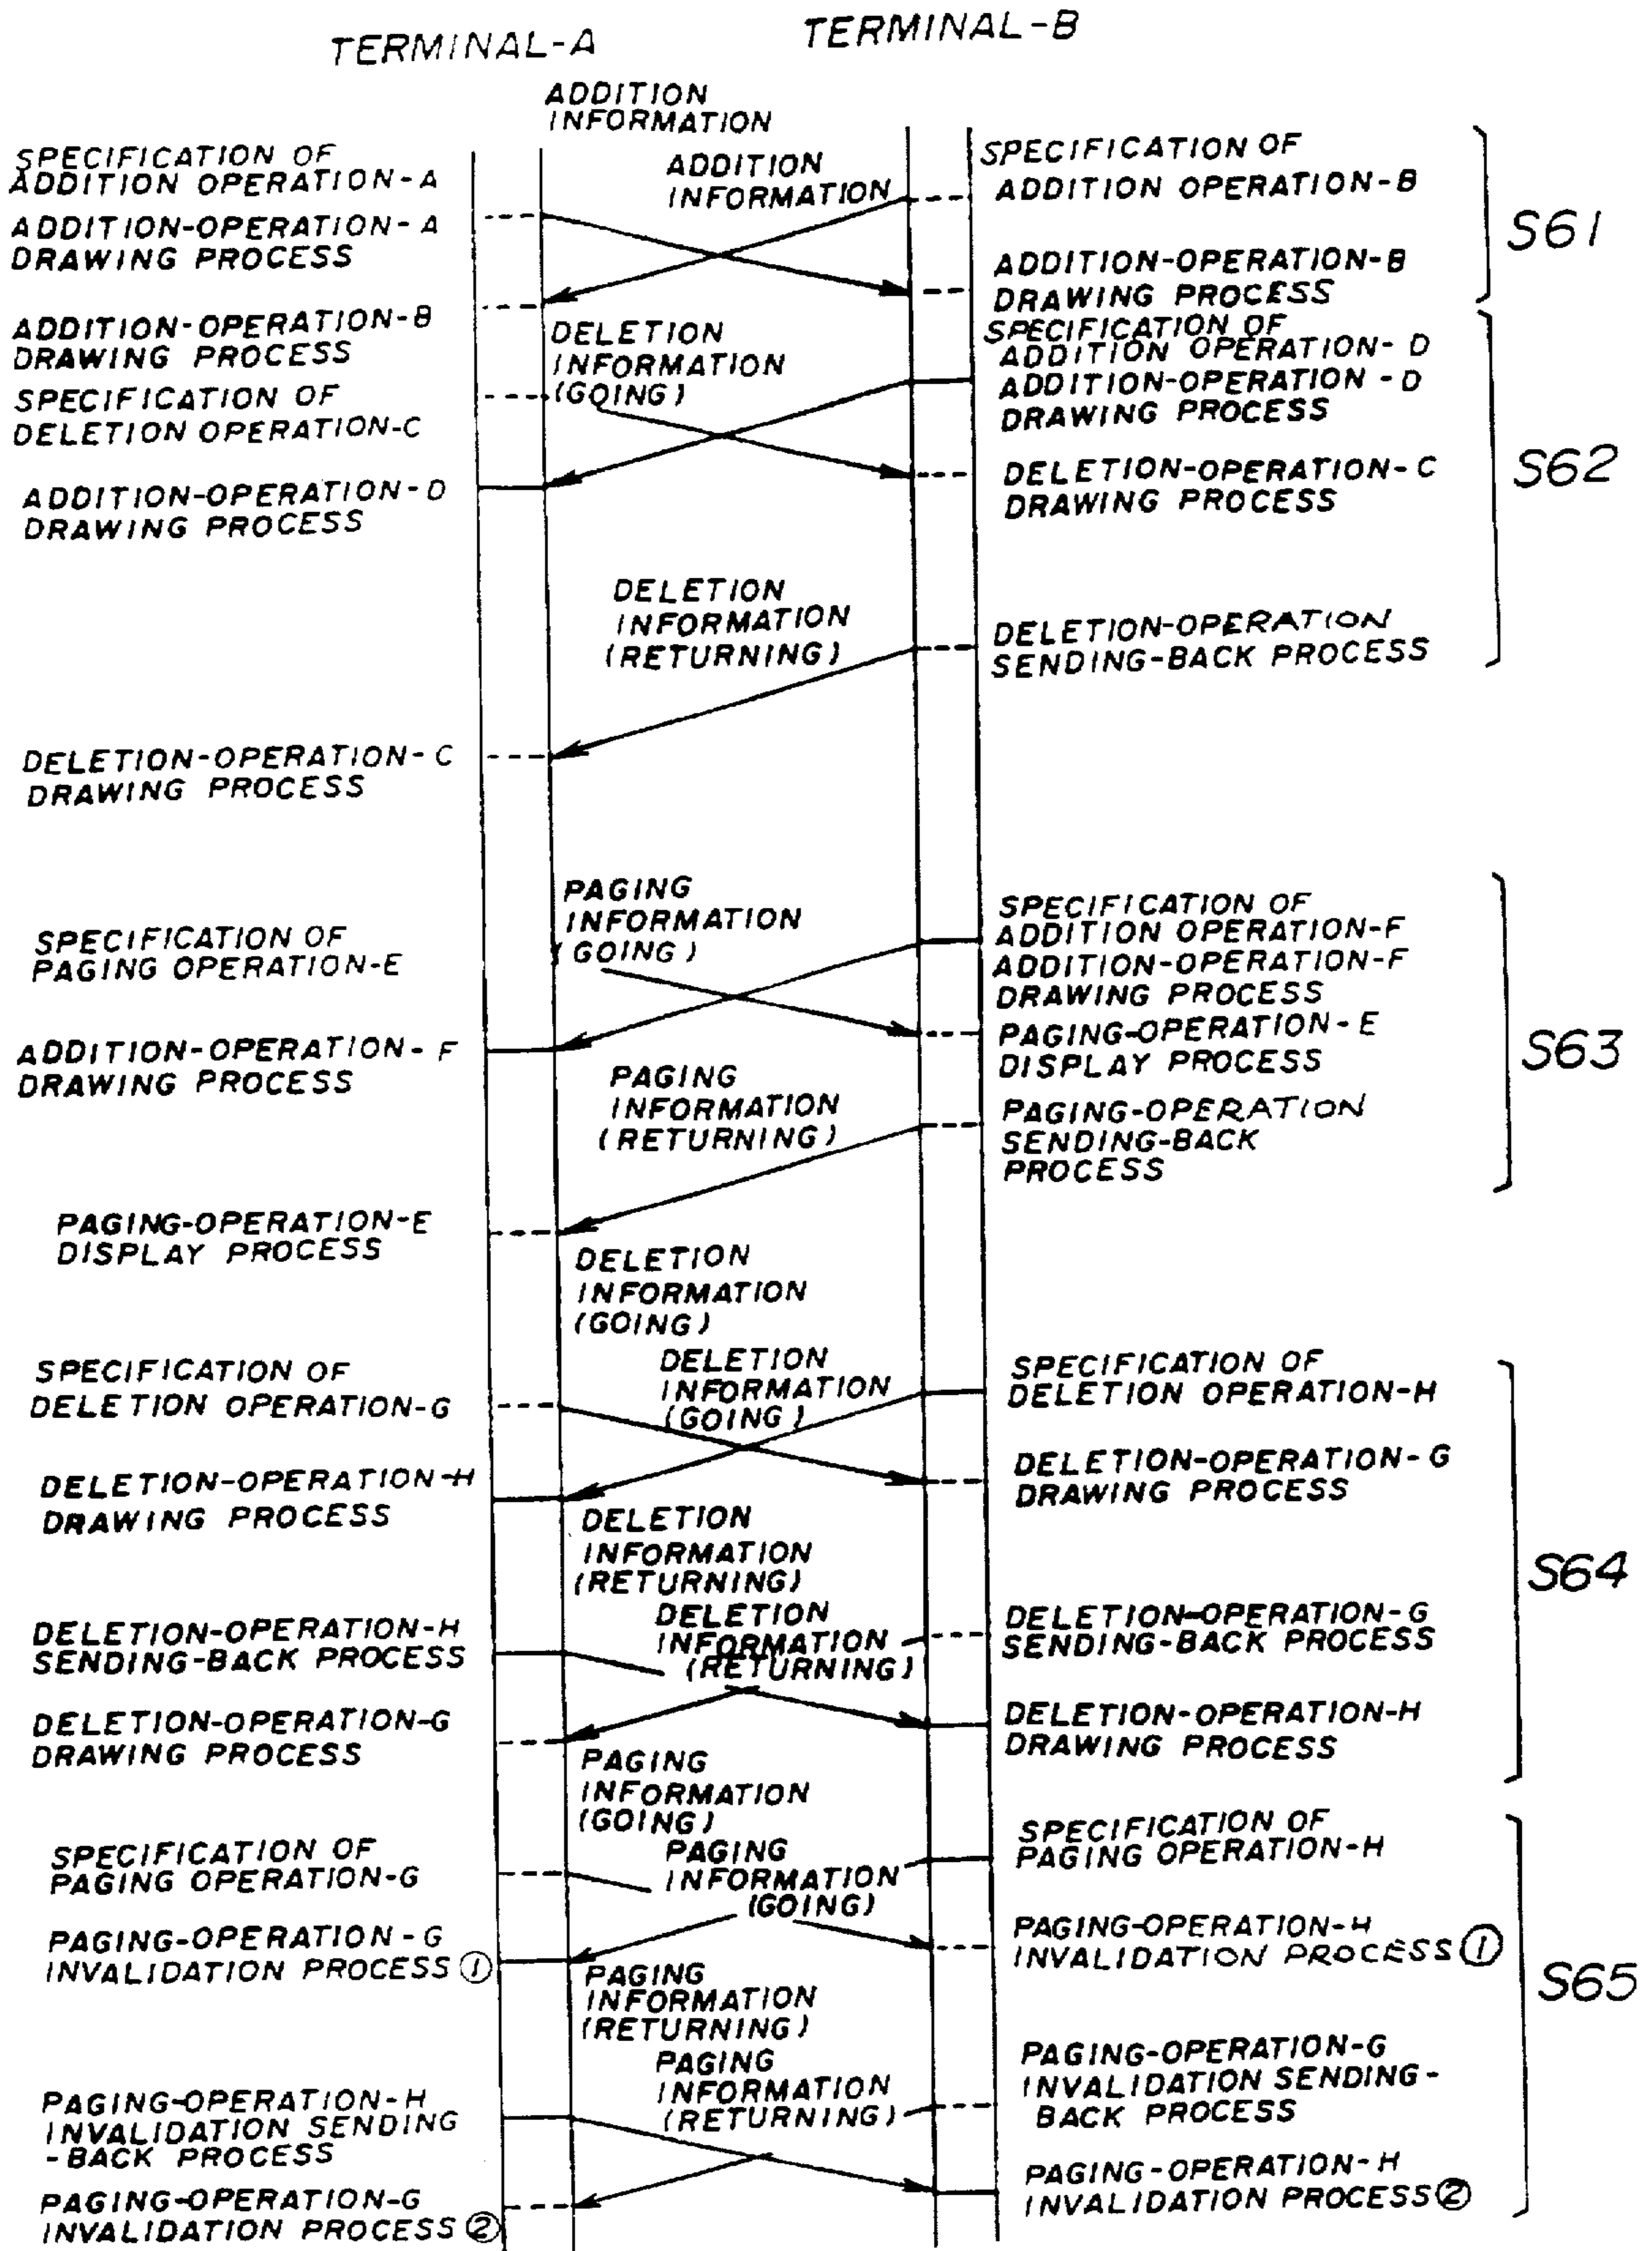 TERMINAL-A
TERMINAL-B
ADDITION
INFORMATION
SPECIFICATION OF
ADDITION OPERATION-A
ADDITION
INFORMATION
SPECIFICATION OF
ADDITION OPERATION-B
S61
ADDITION-OPERATION-A
DRAWING PROCESS
ADDITION-OPERATION-B
DRAWING PROCESS
ADDITION-OPERATION-B
DRAWING PROCESS
DELETION
INFORMATION
(GOING)
SPECIFICATION OF
ADDITION OPERATION-D
ADDITION-OPERATION-D
DRAWING PROCESS
SPECIFICATION OF
DELETION OPERATION-C
DELETION-OPERATION-C
DRAWING PROCESS
S62
ADDITION-OPERATION-D
DRAWING PROCESS
DELETION
INFORMATION
(RETURNING)
DELETION-OPERATION
SENDING-BACK PROCESS
DELETION-OPERATION-C
DRAWING PROCESS
PAGING
INFORMATION
(GOING)
SPECIFICATION OF
PAGING OPERATION-E
SPECIFICATION OF
ADDITION OPERATION-F
ADDITION-OPERATION-F
DRAWING PROCESS
PAGING-OPERATION-E
DISPLAY PROCESS
S63
ADDITION-OPERATION-F
DRAWING PROCESS
PAGING
INFORMATION
(RETURNING)
PAGING-OPERATION
SENDING-BACK
PROCESS
PAGING-OPERATION-E
DISPLAY PROCESS
DELETION
INFORMATION
(GOING)
SPECIFICATION OF
DELETION OPERATION-G
DELETION
INFORMATION
(GOING)
SPECIFICATION OF
DELETION OPERATION-H
DELETION-OPERATION-H
DRAWING PROCESS
DELETION-OPERATION-G
DRAWING PROCESS
DELETION
INFORMATION
(RETURNING)
S64
DELETION-OPERATION-H
SENDING-BACK PROCESS
DELETION
INFORMATION
(RETURNING)
DELETION-OPERATION-G
SENDING-BACK PROCESS
DELETION-OPERATION-G
DRAWING PROCESS
DELETION-OPERATION-H
DRAWING PROCESS
PAGING
INFORMATION
(GOING)
SPECIFICATION OF
PAGING OPERATION-G
PAGING
INFORMATION
(GOING)
SPECIFICATION OF
PAGING OPERATION-H
PAGING-OPERATION-G
INVALIDATION PROCESS ①
PAGING-OPERATION-H
INVALIDATION PROCESS ①
S65
PAGING
INFORMATION
(RETURNING)
PAGING
INFORMATION
(RETURNING)
PAGING-OPERATION-G
INVALIDATION SENDING-
BACK PROCESS
PAGING-OPERATION-H
INVALIDATION SENDING
-BACK PROCESS
PAGING-OPERATION-H
INVALIDATION PROCESS ②
PAGING-OPERATION-G
INVALIDATION PROCESS ②